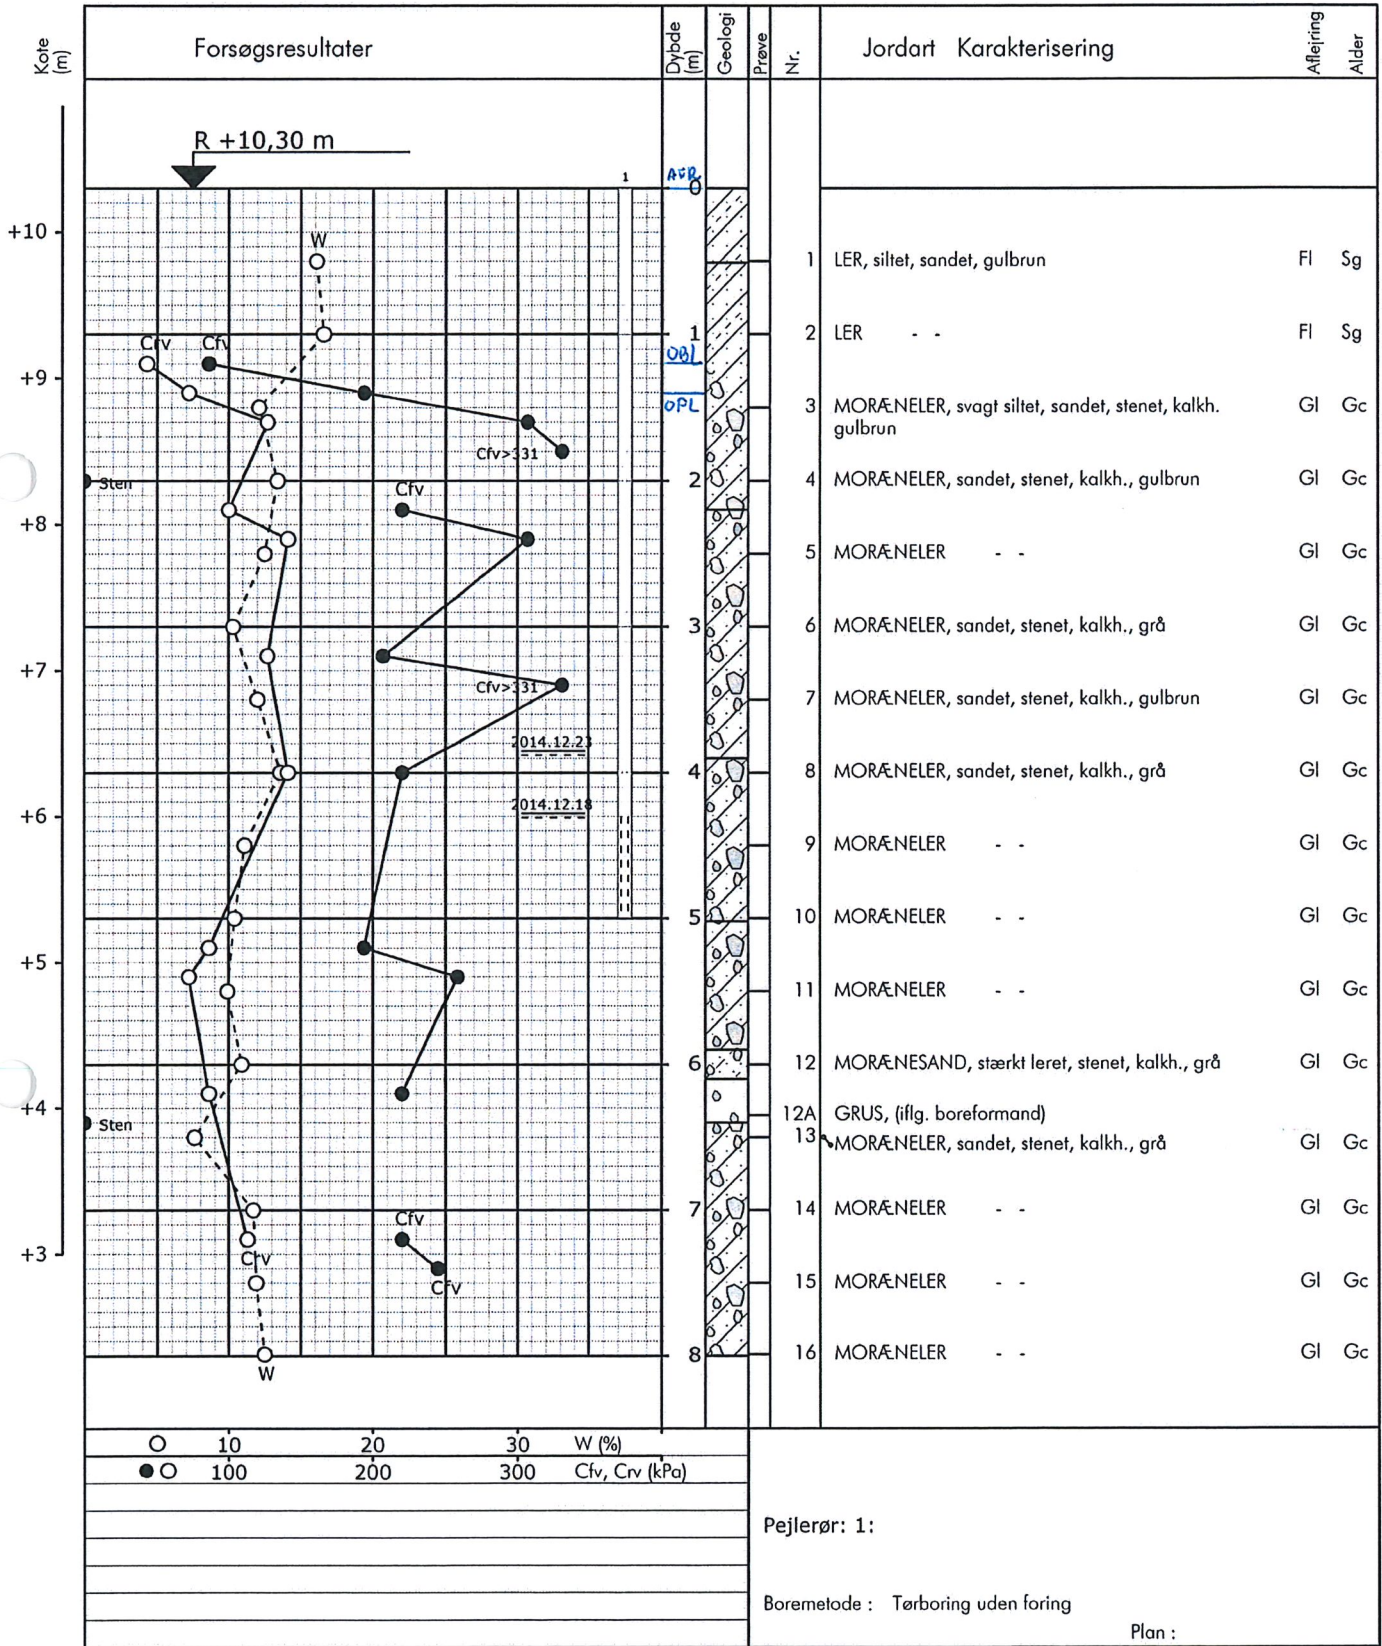 Kote (m)
Forsøgsresultater
Dybde (m)
Geologi
Prøve
Nr.
Jordart Karakterisering
Aflejring
Alder
R +10,30 m
1
AFR
0
+10
W
1 LER, siltet, sandet, gulbrun Fl Sg
1
2 LER - - Fl Sg
Crv Cfv
OBL
+9
OPL
3 MORÆNELER, svagt siltet, sandet, stenet, kalkh. Gl Gc
gulbrun
Cfv>331
Sten
2
4 MORÆNELER, sandet, stenet, kalkh., gulbrun Gl Gc
Cfv
+8
5 MORÆNELER - - Gl Gc
3
6 MORÆNELER, sandet, stenet, kalkh., grå Gl Gc
+7
Cfv>331
7 MORÆNELER, sandet, stenet, kalkh., gulbrun Gl Gc
2014.12.23
4
8 MORÆNELER, sandet, stenet, kalkh., grå Gl Gc
2014.12.18
+6
9 MORÆNELER - - Gl Gc
5
10 MORÆNELER - - Gl Gc
+5
11 MORÆNELER - - Gl Gc
6
12 MORÆNESAND, stærkt leret, stenet, kalkh., grå Gl Gc
+4
12A GRUS, (iflg. boreformand)
Sten
13 MORÆNELER, sandet, stenet, kalkh., grå Gl Gc
7
14 MORÆNELER - - Gl Gc
Cfv
+3
Crv
Cfv
15 MORÆNELER - - Gl Gc
8
16 MORÆNELER - - Gl Gc
W
10 20 30 W (%)
100 200 300 Cfv, Crv (kPa)
Pejlerør: 1:
Boremetode : Tørboring uden foring
Plan :